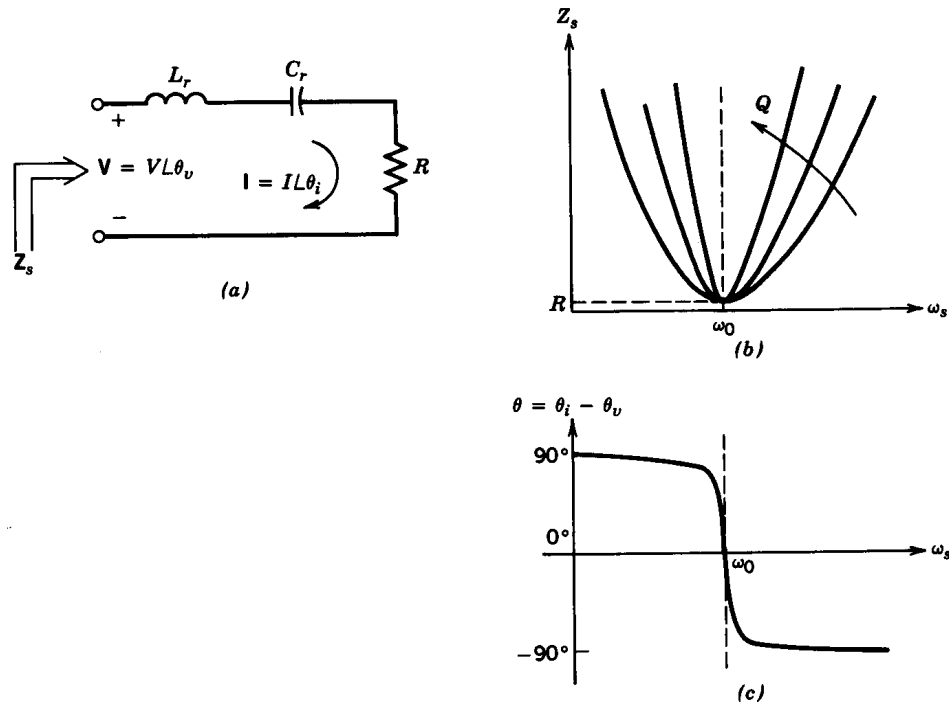 L_r
C_r
+
V = V∠θ_v
I = I∠θ_i
R
−
Z_s
(a)
Z_s
Q
R
ω_0
ω_s
(b)
θ = θ_i − θ_v
90°
0°
ω_0
ω_s
−90°
(c)